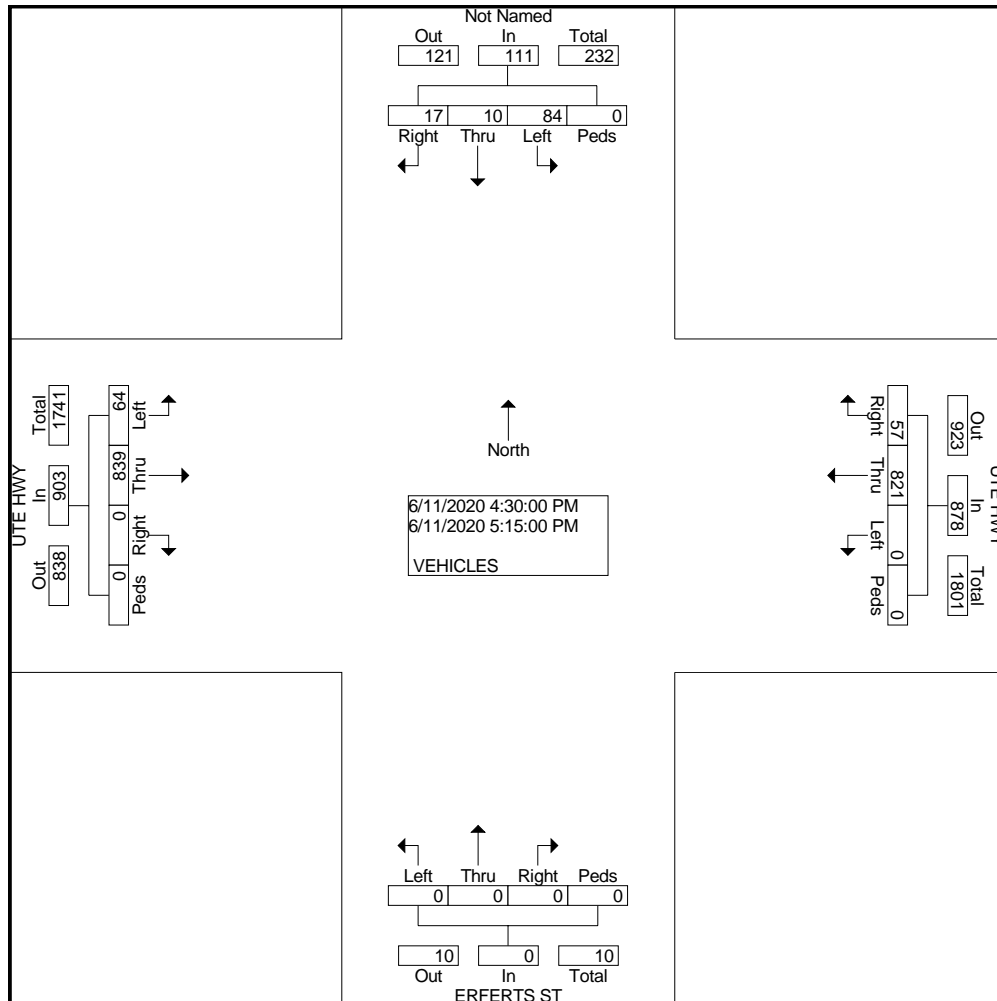 Not Named
Out In Total
121 111 232
17 10 84 0
Right Thru Left Peds
UTE HWY
Total In Out
1741 903 838
64 839 0 0
Left Thru Right Peds
North
6/11/2020 4:30:00 PM
6/11/2020 5:15:00 PM
VEHICLES
UTE HWY
Out In Total
923 878 1801
57 821 0 0
Right Thru Left Peds
Left Thru Right Peds
0 0 0 0
10 0 10
Out In Total
ERFERTS ST